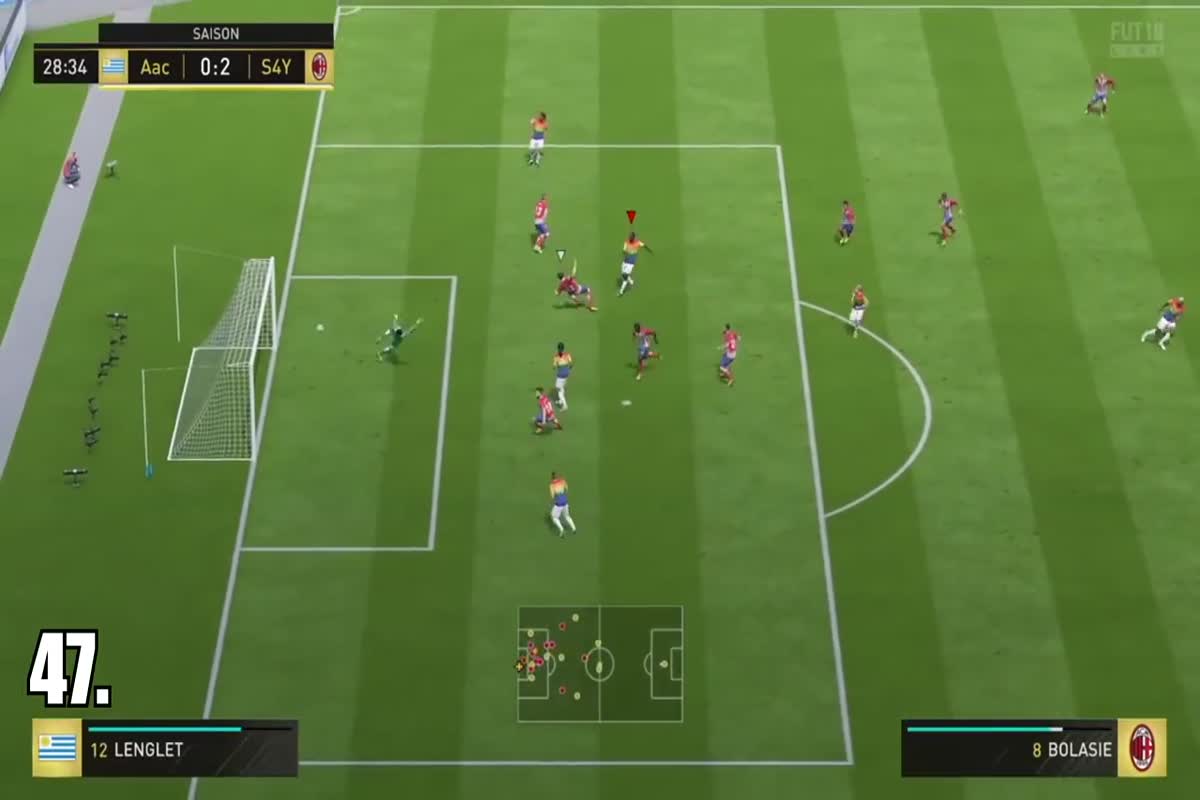 SAISON
FUT 18
28:34 Aac 0:2 S4Y
47.
12 LENGLET
8 BOLASIE